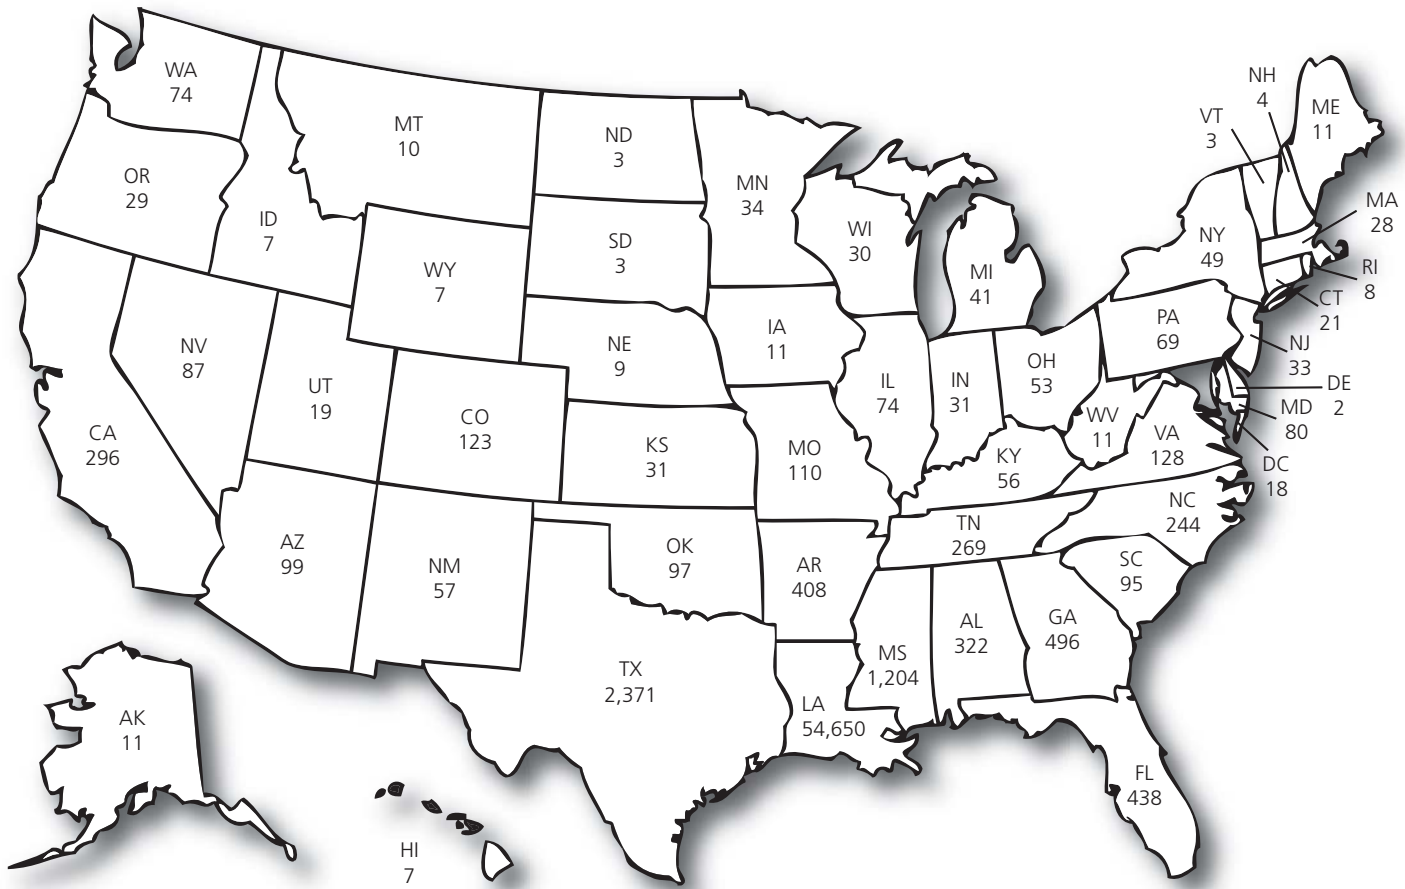 WA
74
MT
10
ND
3
MN
34
NH
4
VT
3
ME
11
OR
29
ID
7
WY
7
SD
3
WI
30
MI
41
NY
49
MA
28
RI
8
CT
21
NV
87
UT
19
CO
123
NE
9
IA
11
IL
74
IN
31
OH
53
PA
69
NJ
33
DE
2
MD
80
DC
18
CA
296
KS
31
MO
110
KY
56
WV
11
VA
128
AZ
99
NM
57
OK
97
AR
408
TN
269
NC
244
SC
95
TX
2,371
LA
54,650
MS
1,204
AL
322
GA
496
FL
438
AK
11
HI
7